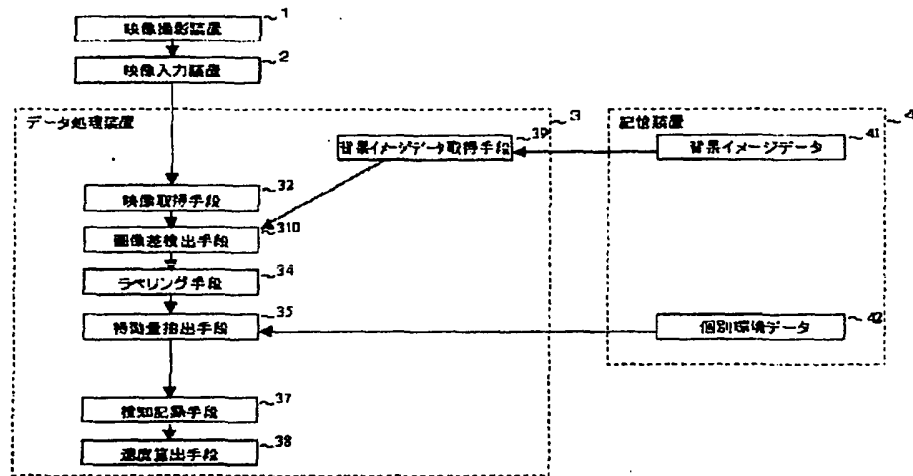 映像撮影装置
1
映像入力装置
2
データ処理装置
3
記憶装置
4
背景イメージデータ取得手段
39
背景イメージデータ
41
映像取得手段
32
画像差検出手段
310
ラベリング手段
34
特徴量抽出手段
35
個別環境データ
42
検知記録手段
37
速度算出手段
38